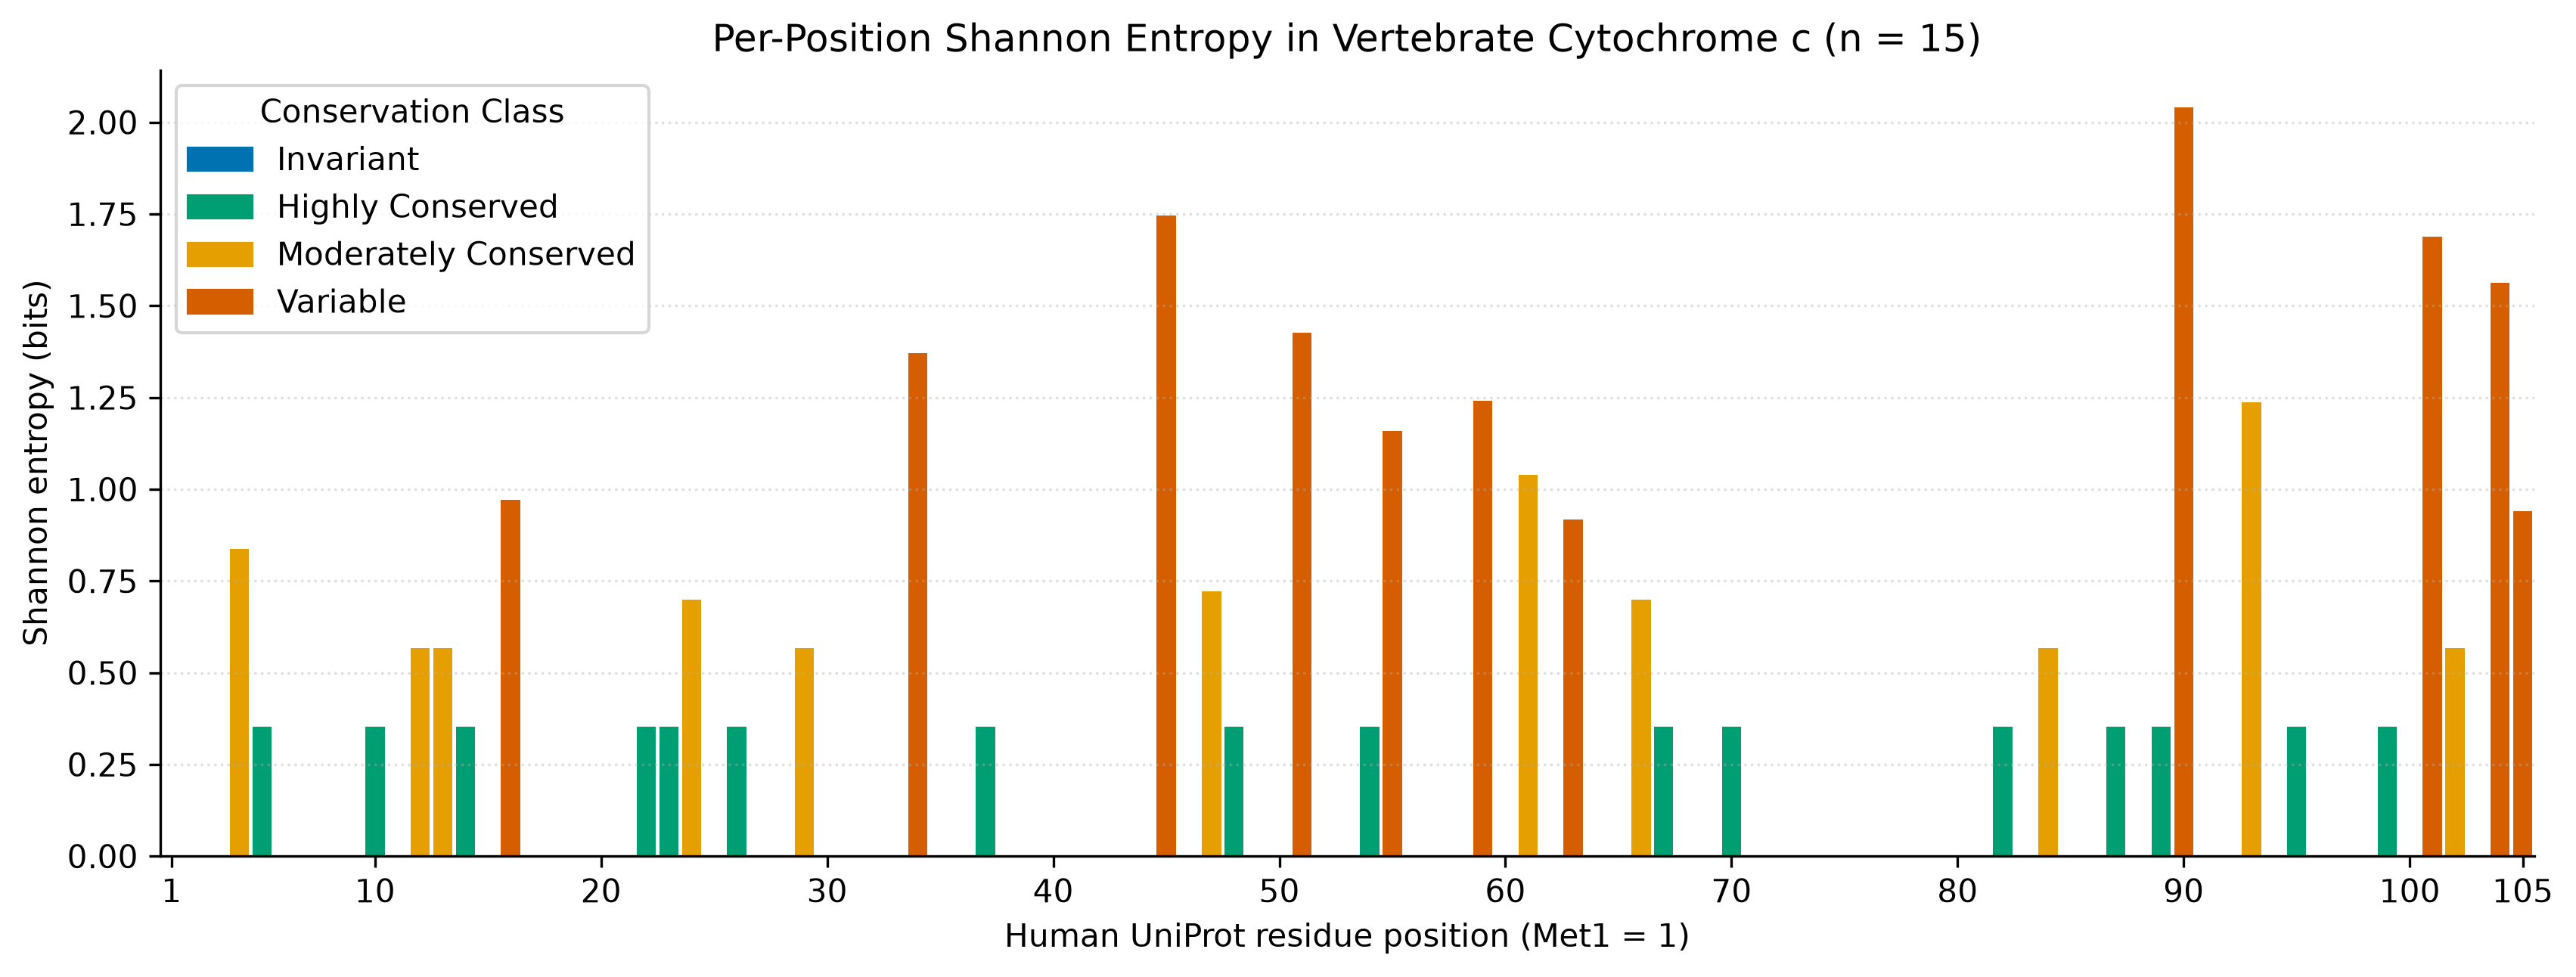 Per-Position Shannon Entropy in Vertebrate Cytochrome c (n = 15)
Conservation Class
Invariant
Highly Conserved
Moderately Conserved
Variable
Shannon entropy (bits)
2.00
1.75
1.50
1.25
1.00
0.75
0.50
0.25
0.00
1 10 20 30 40 50 60 70 80 90 100 105
Human UniProt residue position (Met1 = 1)